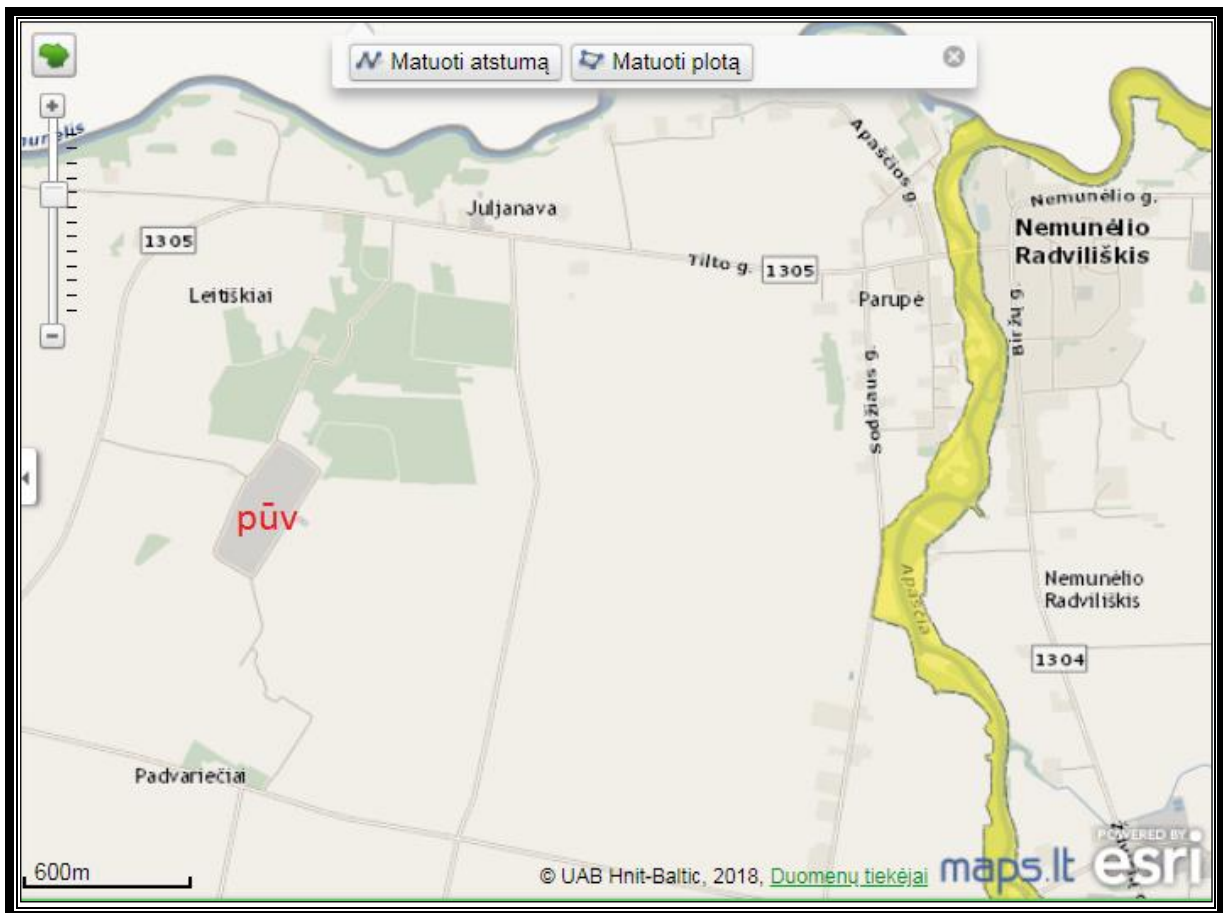 Matuoti atstumą
Matuoti plotą
Apaščios g.
Juljanava
Nemunėlio g.
Nemunėlio
Radviliškis
1305
Tilto g.
1305
Leitiškiai
Parupė
Biržų g.
Sodžiaus g.
pūv
Apaščia
Nemunėlio
Radviliškis
1304
Padvariečiai
600m
© UAB Hnit-Baltic, 2018, Duomenų tiekėjai
maps.lt
POWERED BY
esri